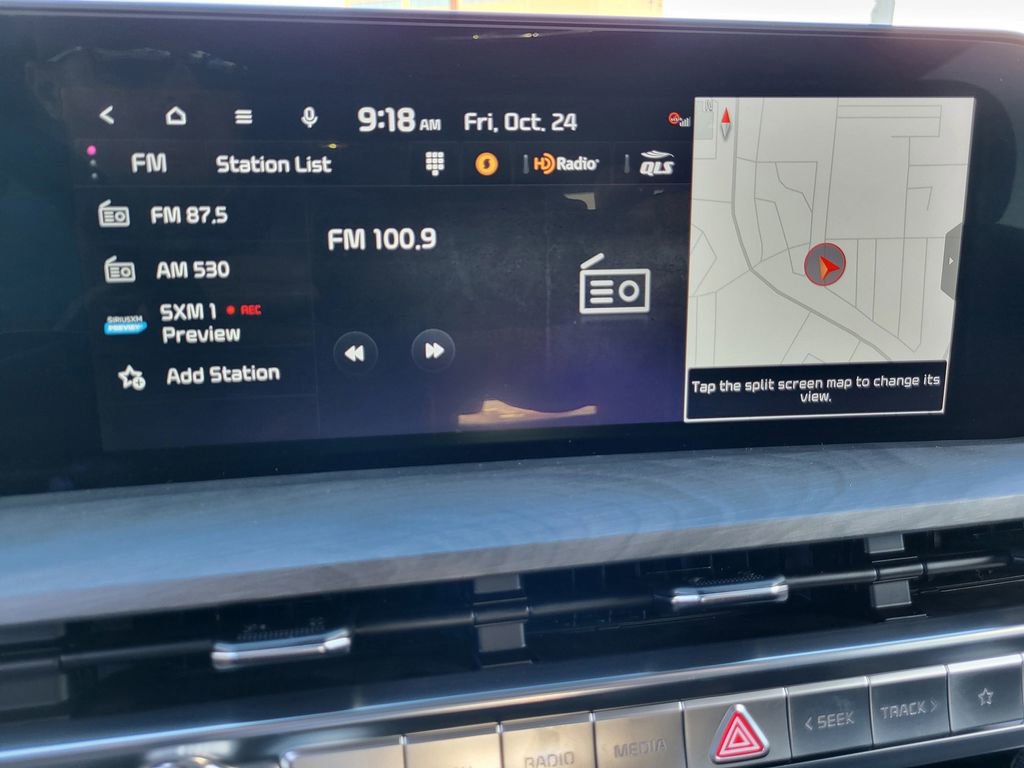 9:18 AM Fri, Oct. 24
FM Station List HD Radio QLS
N
FM 87.5
FM 100.9
AM 530
SIRIUSXM
PREVIEW
SXM 1 REC
Preview
Add Station
Tap the split screen map to change its
view.
RADIO MEDIA < SEEK TRACK >